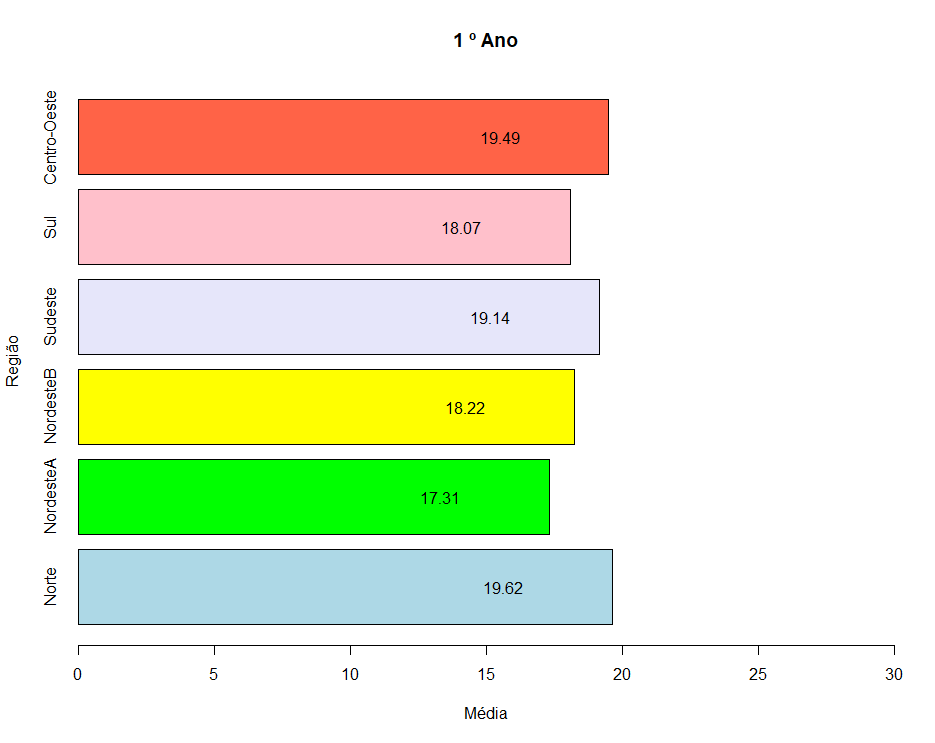 1 º Ano
Centro-Oeste
19.49
Sul
18.07
Sudeste
19.14
NordesteB
18.22
NordesteA
17.31
Norte
19.62
Região
0 5 10 15 20 25 30
Média